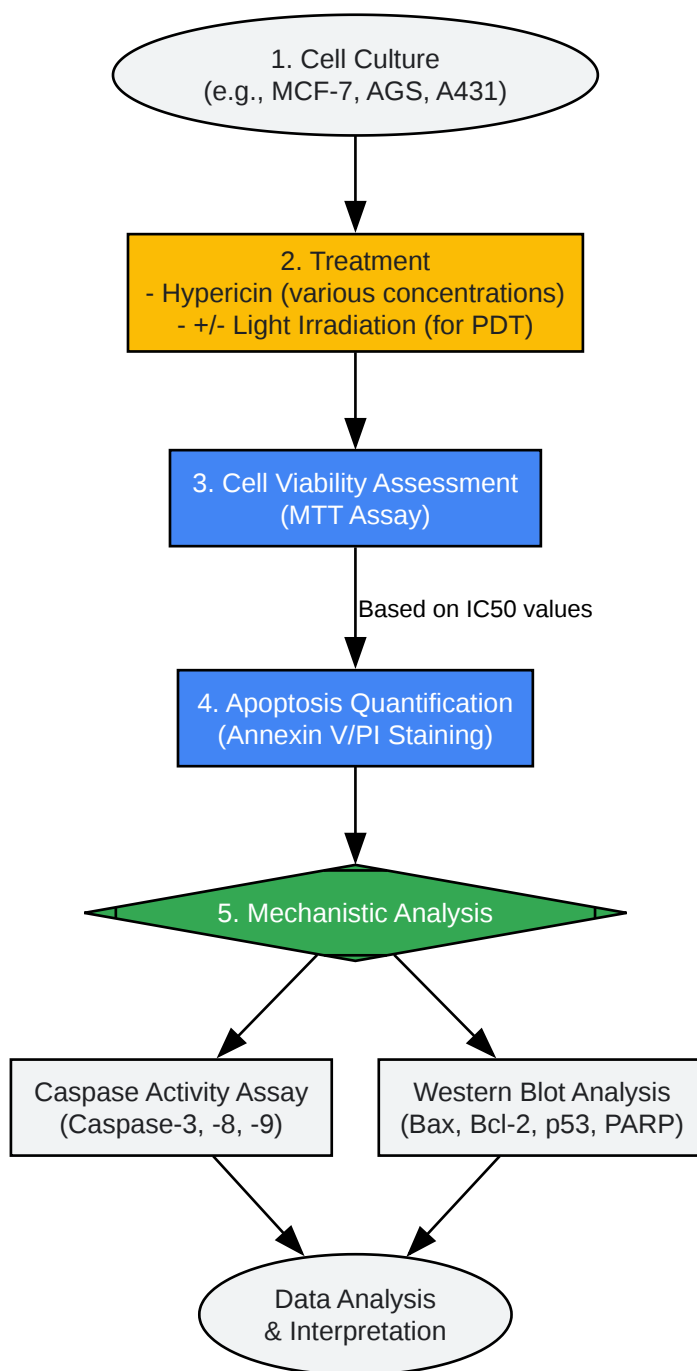 1. Cell Culture
(e.g., MCF-7, AGS, A431)
2. Treatment
- Hypericin (various concentrations)
- +/- Light Irradiation (for PDT)
3. Cell Viability Assessment
(MTT Assay)
Based on IC50 values
4. Apoptosis Quantification
(Annexin V/PI Staining)
5. Mechanistic Analysis
Caspase Activity Assay
(Caspase-3, -8, -9)
Western Blot Analysis
(Bax, Bcl-2, p53, PARP)
Data Analysis
& Interpretation